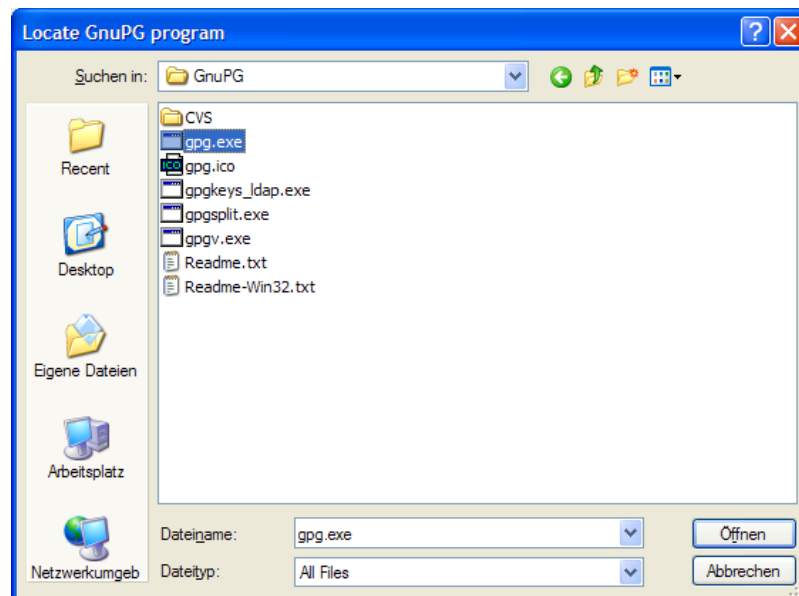 Locate GnuPG program
Suchen in: GnuPG
CVS
gpg.exe
gpg.ico
gpgkeys_ldap.exe
gpgsplit.exe
gpgv.exe
Readme.txt
Readme-Win32.txt
Recent
Desktop
Eigene Dateien
Arbeitsplatz
Netzwerkumgeb
Dateiname: gpg.exe Öffnen
Dateityp: All Files Abbrechen